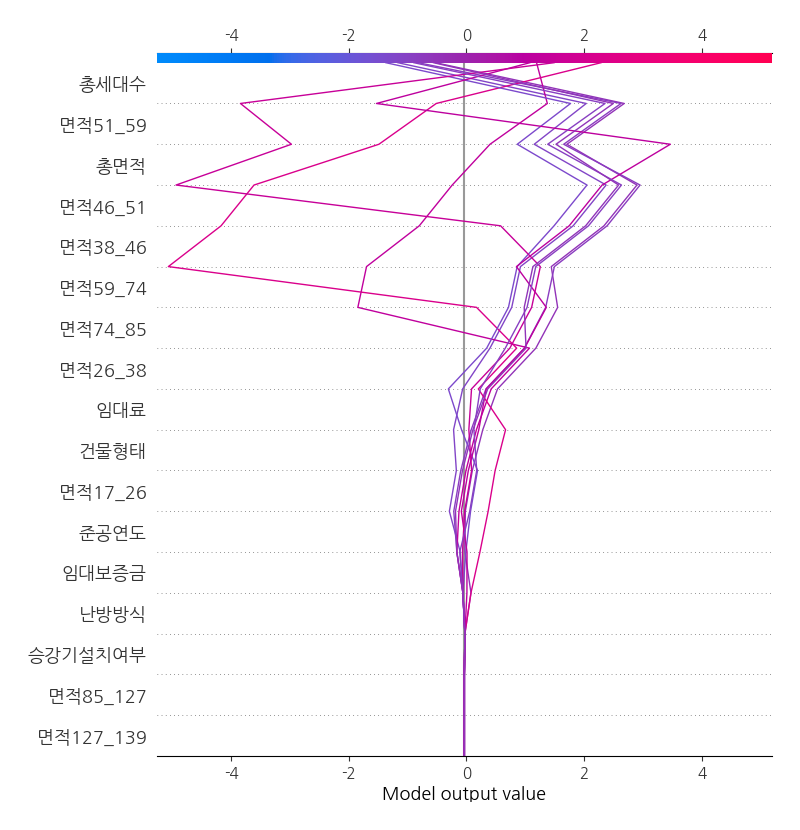 -4 -2 0 2 4
총세대수
면적51_59
총면적
면적46_51
면적38_46
면적59_74
면적74_85
면적26_38
임대료
건물형태
면적17_26
준공연도
임대보증금
난방방식
승강기설치여부
면적85_127
면적127_139
-4 -2 0 2 4
Model output value